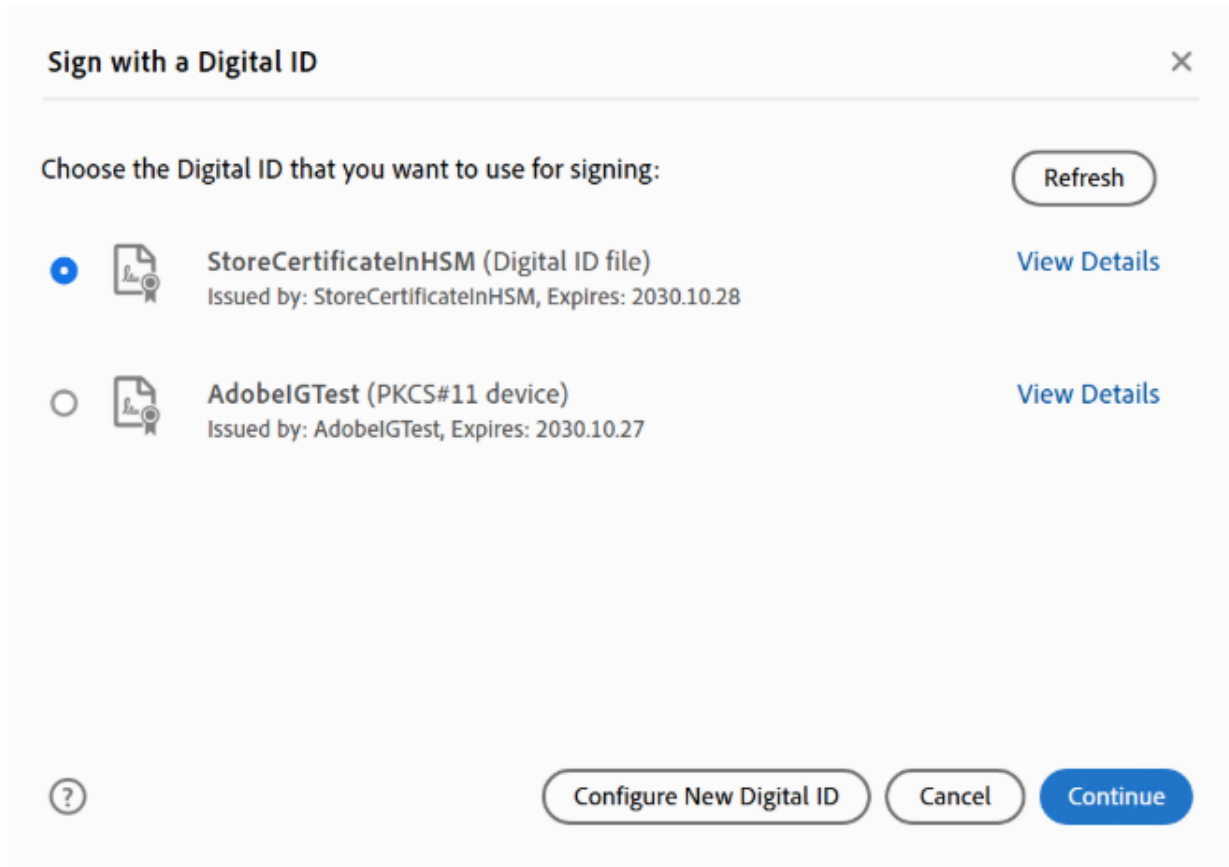 Sign with a Digital ID
Choose the Digital ID that you want to use for signing:
Refresh
StoreCertificateInHSM (Digital ID file)
View Details
Issued by: StoreCertificateInHSM, Expires: 2030.10.28
AdobeIGTest (PKCS#11 device)
View Details
Issued by: AdobeIGTest, Expires: 2030.10.27
?
Configure New Digital ID
Cancel
Continue